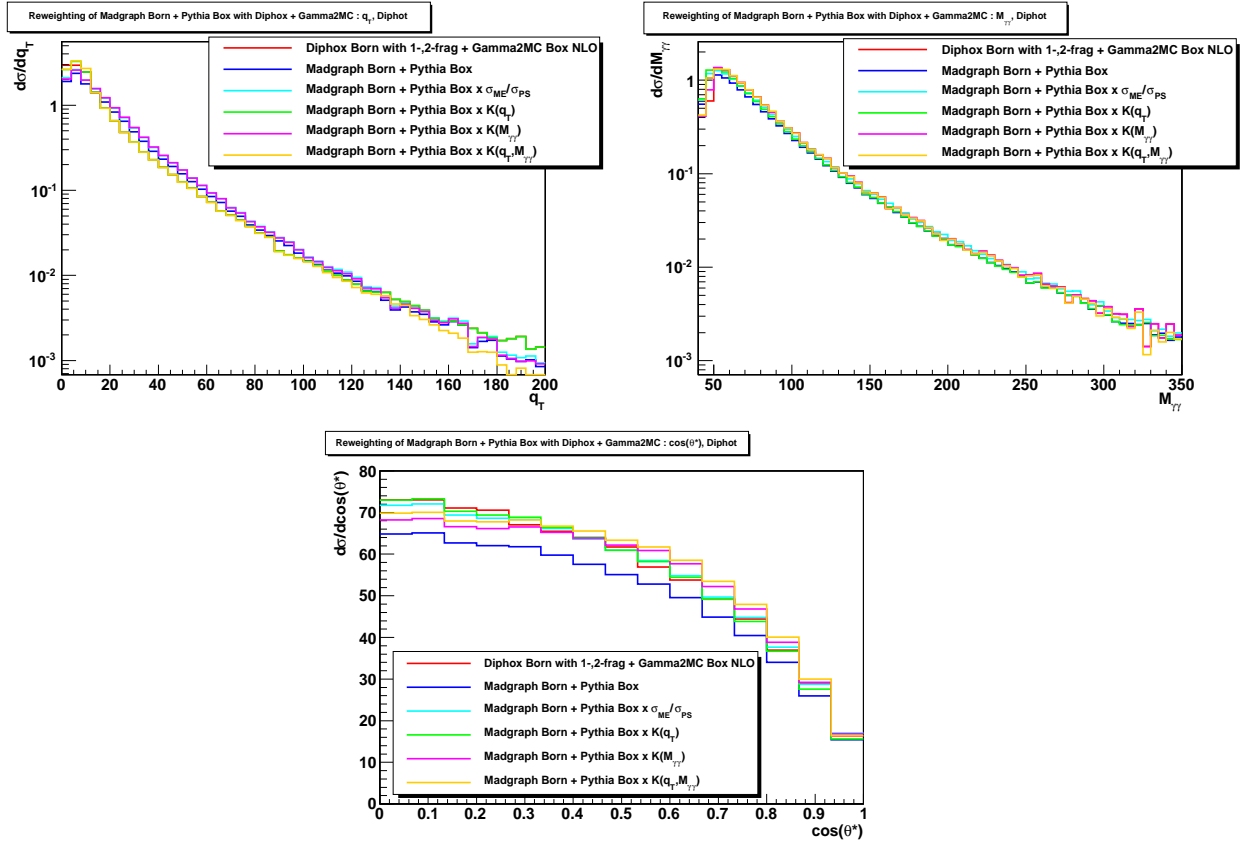 Reweighting of Madgraph Born + Pythia Box with Diphox + Gamma2MC : q_T, Diphot
dσ/dq_T
Diphox Born with 1-,2-frag + Gamma2MC Box NLO
Madgraph Born + Pythia Box
Madgraph Born + Pythia Box x σ_ME/σ_PS
Madgraph Born + Pythia Box x K(q_T)
Madgraph Born + Pythia Box x K(M_γγ)
Madgraph Born + Pythia Box x K(q_T,M_γγ)
1
10^-1
10^-2
10^-3
0 20 40 60 80 100 120 140 160 180 200
q_T
Reweighting of Madgraph Born + Pythia Box with Diphox + Gamma2MC : M_γγ, Diphot
dσ/dM_γγ
Diphox Born with 1-,2-frag + Gamma2MC Box NLO
Madgraph Born + Pythia Box
Madgraph Born + Pythia Box x σ_ME/σ_PS
Madgraph Born + Pythia Box x K(q_T)
Madgraph Born + Pythia Box x K(M_γγ)
Madgraph Born + Pythia Box x K(q_T,M_γγ)
1
10^-1
10^-2
10^-3
50 100 150 200 250 300 350
M_γγ
Reweighting of Madgraph Born + Pythia Box with Diphox + Gamma2MC : cos(θ*), Diphot
dσ/dcos(θ*)
80
70
60
50
40
30
20
10
0
Diphox Born with 1-,2-frag + Gamma2MC Box NLO
Madgraph Born + Pythia Box
Madgraph Born + Pythia Box x σ_ME/σ_PS
Madgraph Born + Pythia Box x K(q_T)
Madgraph Born + Pythia Box x K(M_γγ)
Madgraph Born + Pythia Box x K(q_T,M_γγ)
0 0.1 0.2 0.3 0.4 0.5 0.6 0.7 0.8 0.9 1
cos(θ*)